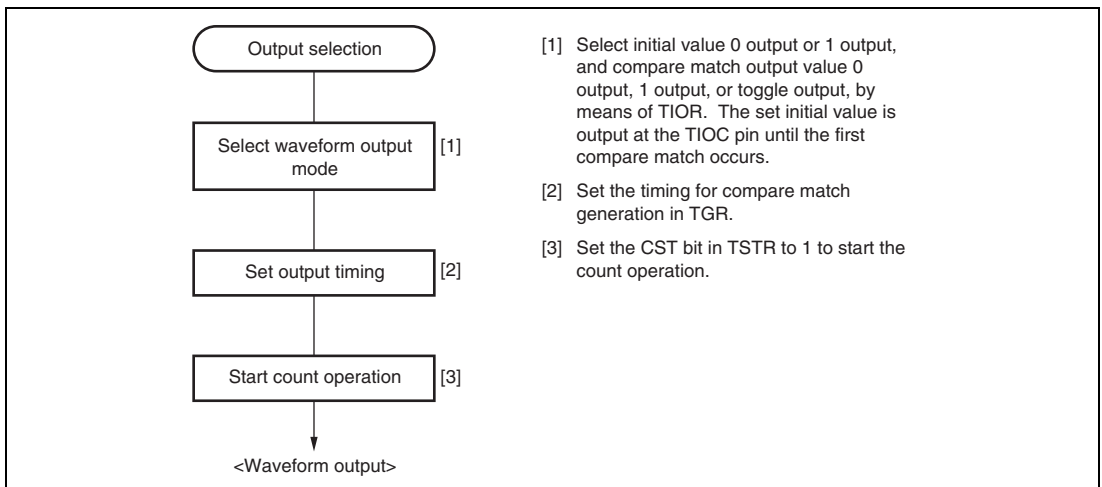 Output selection
Select waveform output
mode
[1]
Set output timing
[2]
Start count operation
[3]
<Waveform output>
[1] Select initial value 0 output or 1 output,
and compare match output value 0
output, 1 output, or toggle output, by
means of TIOR. The set initial value is
output at the TIOC pin until the first
compare match occurs.
[2] Set the timing for compare match
generation in TGR.
[3] Set the CST bit in TSTR to 1 to start the
count operation.